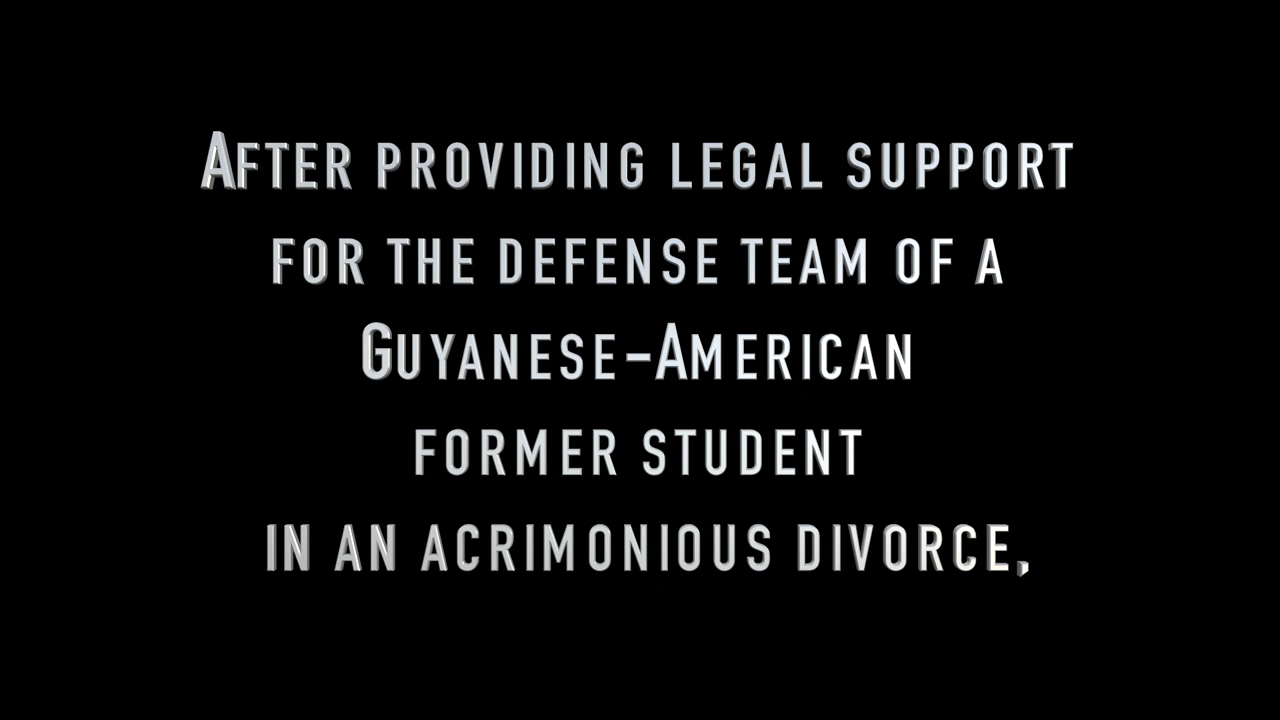 After providing legal support
for the defense team of a
Guyanese-American
former student
in an acrimonious divorce,